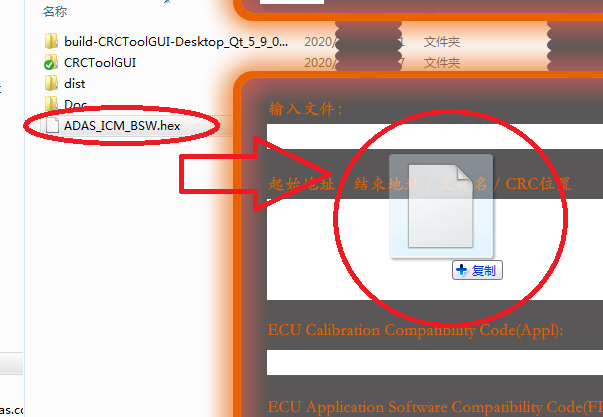 名称
build-CRCToolGUI-Desktop_Qt_5_9_0... 2020/ 文件夹
CRCToolGUI 2020/ 文件夹
dist
Doc
ADAS_ICM_BSW.hex
输入文件：
起始地址 / 结束地址 / 文件名 / CRC位置
复制
ECU Calibration Compatibility Code(Appl):
as.co
ECU Application Software Compatibility Code(FI